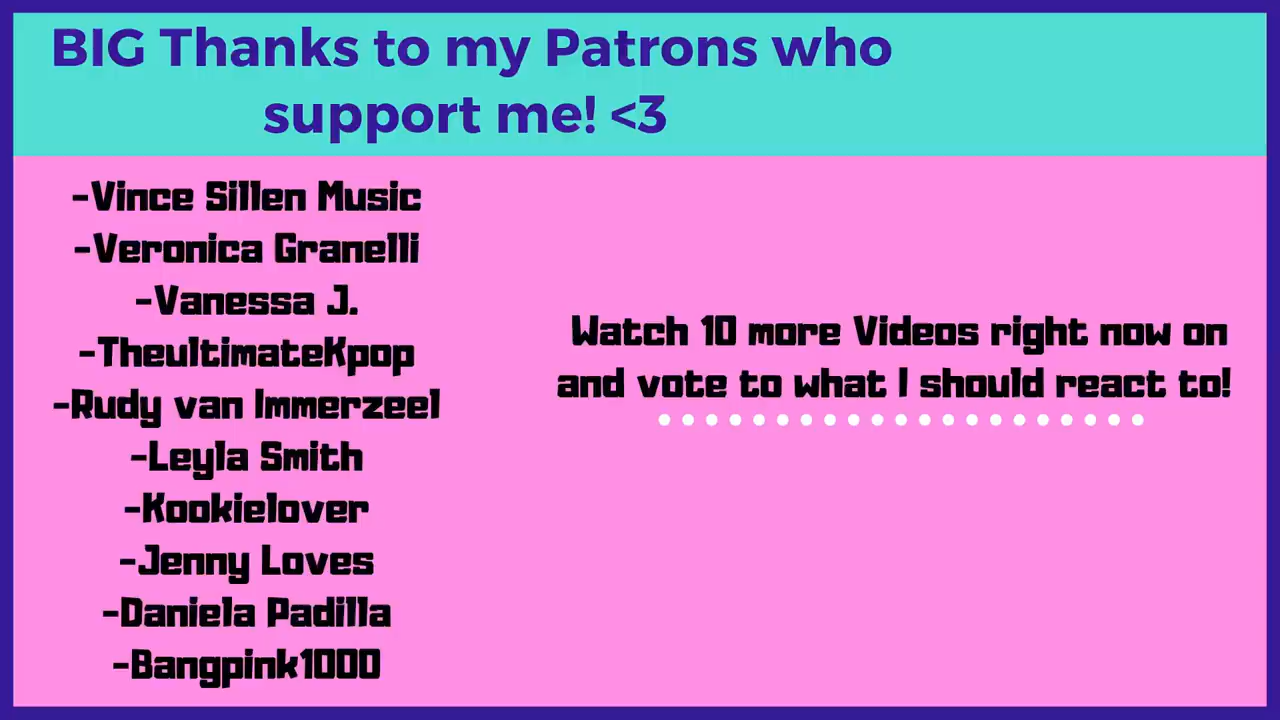 BIG Thanks to my Patrons who
support me! <3
-Vince Sillen Music
-Veronica Granelli
-Vanessa J.
-TheultimateKpop
-Rudy van Immerzeel
-Leyla Smith
-Kookielover
-Jenny Loves
-Daniela Padilla
-Bangpink1000
Watch 10 more Videos right now on
and vote to what I should react to!